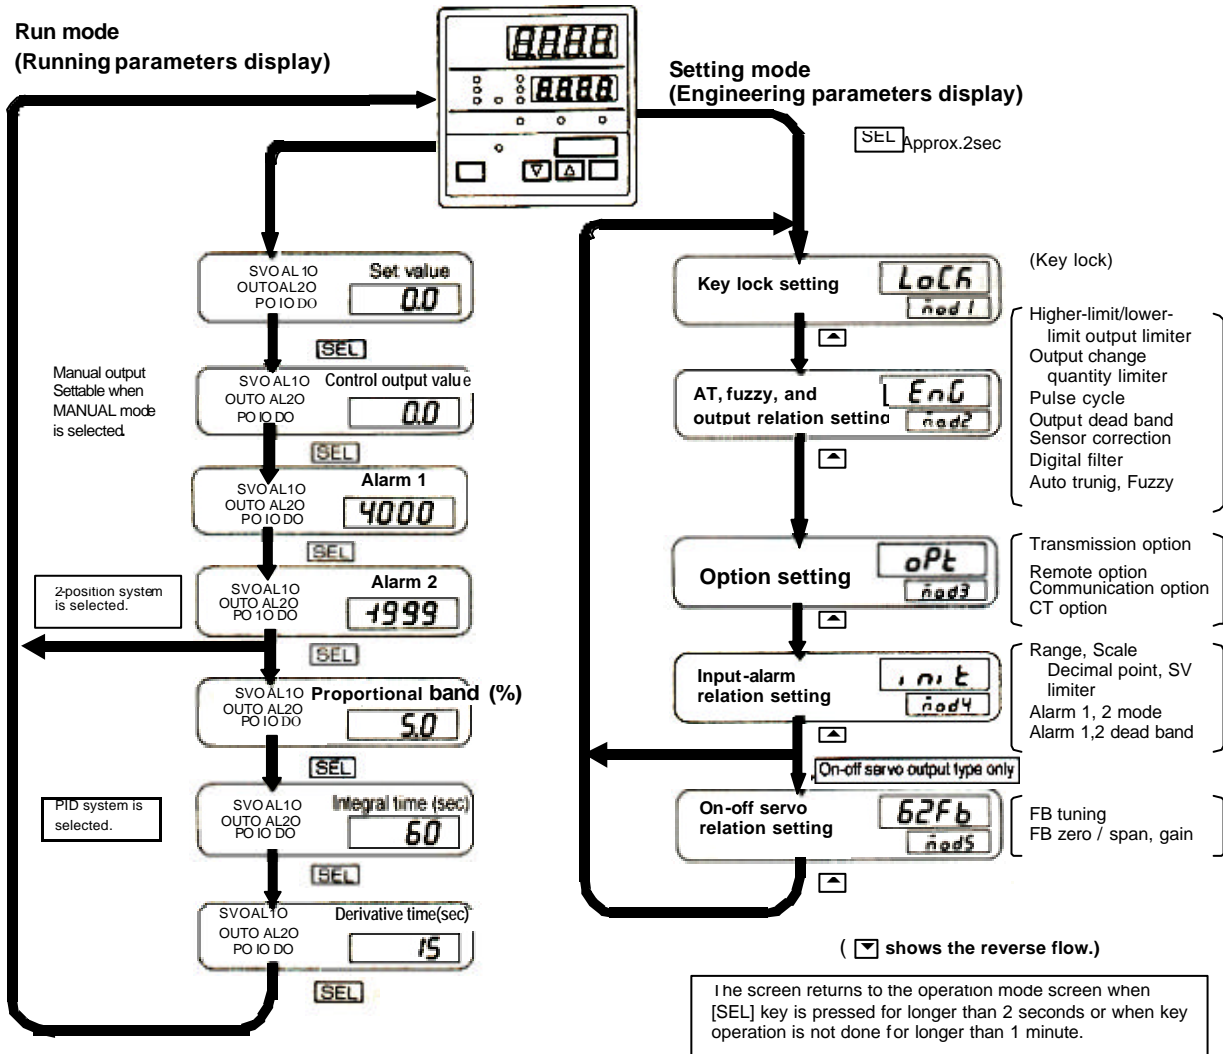 Run mode
(Running parameters display)
8.8.8.8.
8.8.8.8.
Setting mode
(Engineering parameters display)
SEL Approx.2sec
SVO AL1O
OUTOAL2O
PO IO DO
Set value
0.0
SEL
Manual output
Settable when
MANUAL mode
is selected.
SVO AL1O
OUTO AL2O
PO IO DO
Control output value
0.0
SEL
SVOAL1O
OUTO AL2O
PO IO DO
Alarm 1
4000
SEL
2-position system
is selected.
SVOAL1O
OUTO AL2O
PO 1O DO
Alarm 2
-1999
SEL
SVO AL1O
OUTO AL2O
PO IO DO
Proportional band (%)
5.0
SEL
PID system is
selected.
SVO AL1O
OUTO AL2O
PO IO DO
Integral time (sec)
60
SEL
SVOAL1O
OUTO AL2O
PO IO DO
Derivative time(sec)
15
SEL
Key lock setting
LoCK
mod1
(Key lock)
AT, fuzzy, and
output relation setting
EnG
mod2
Higher-limit/lower-
limit output limiter
Output change
quantity limiter
Pulse cycle
Output dead band
Sensor correction
Digital filter
Auto trunig, Fuzzy
Option setting
oPt
mod3
Transmission option
Remote option
Communication option
CT option
Input-alarm
relation setting
init
mod4
Range, Scale
Decimal point, SV
limiter
Alarm 1, 2 mode
Alarm 1,2 dead band
On-off servo output type only
On-off servo
relation setting
62Fb
mod5
FB tuning
FB zero / span, gain
( ▼ shows the reverse flow.)
The screen returns to the operation mode screen when
[SEL] key is pressed for longer than 2 seconds or when key
operation is not done for longer than 1 minute.